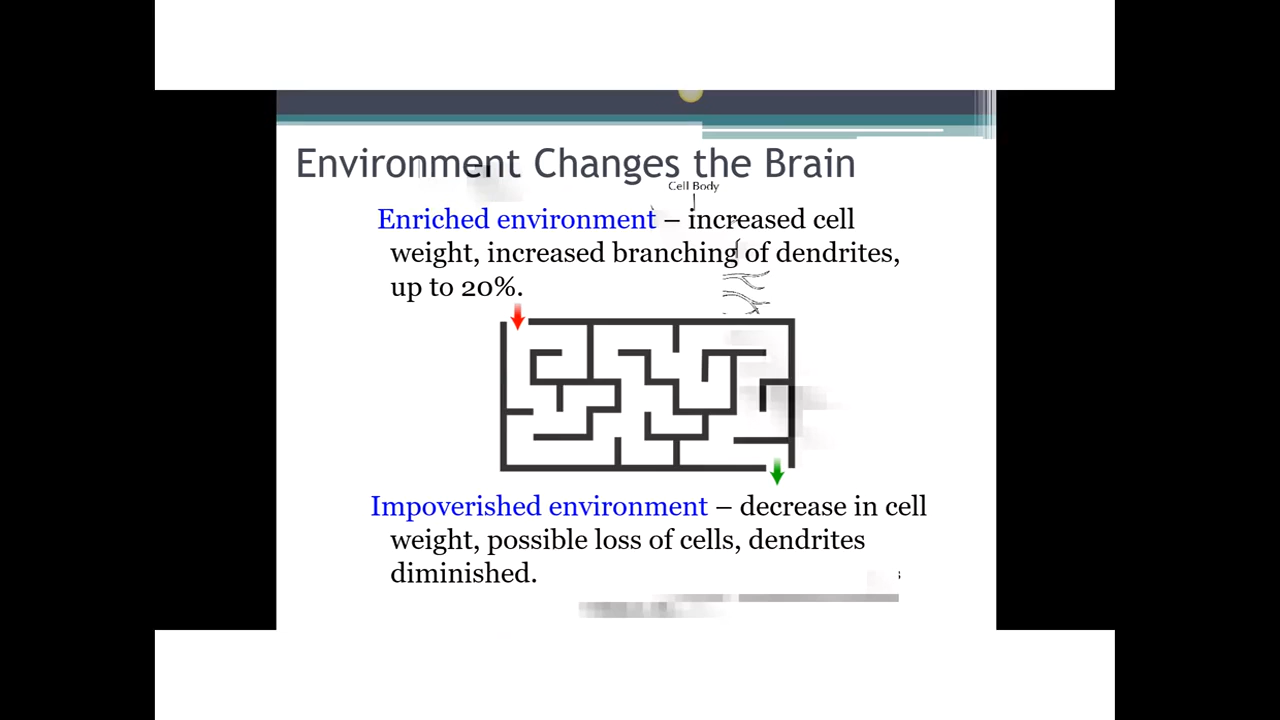 Environment Changes the Brain
Cell Body
Enriched environment – increased cell
weight, increased branching of dendrites,
up to 20%.
Impoverished environment – decrease in cell
weight, possible loss of cells, dendrites
diminished.